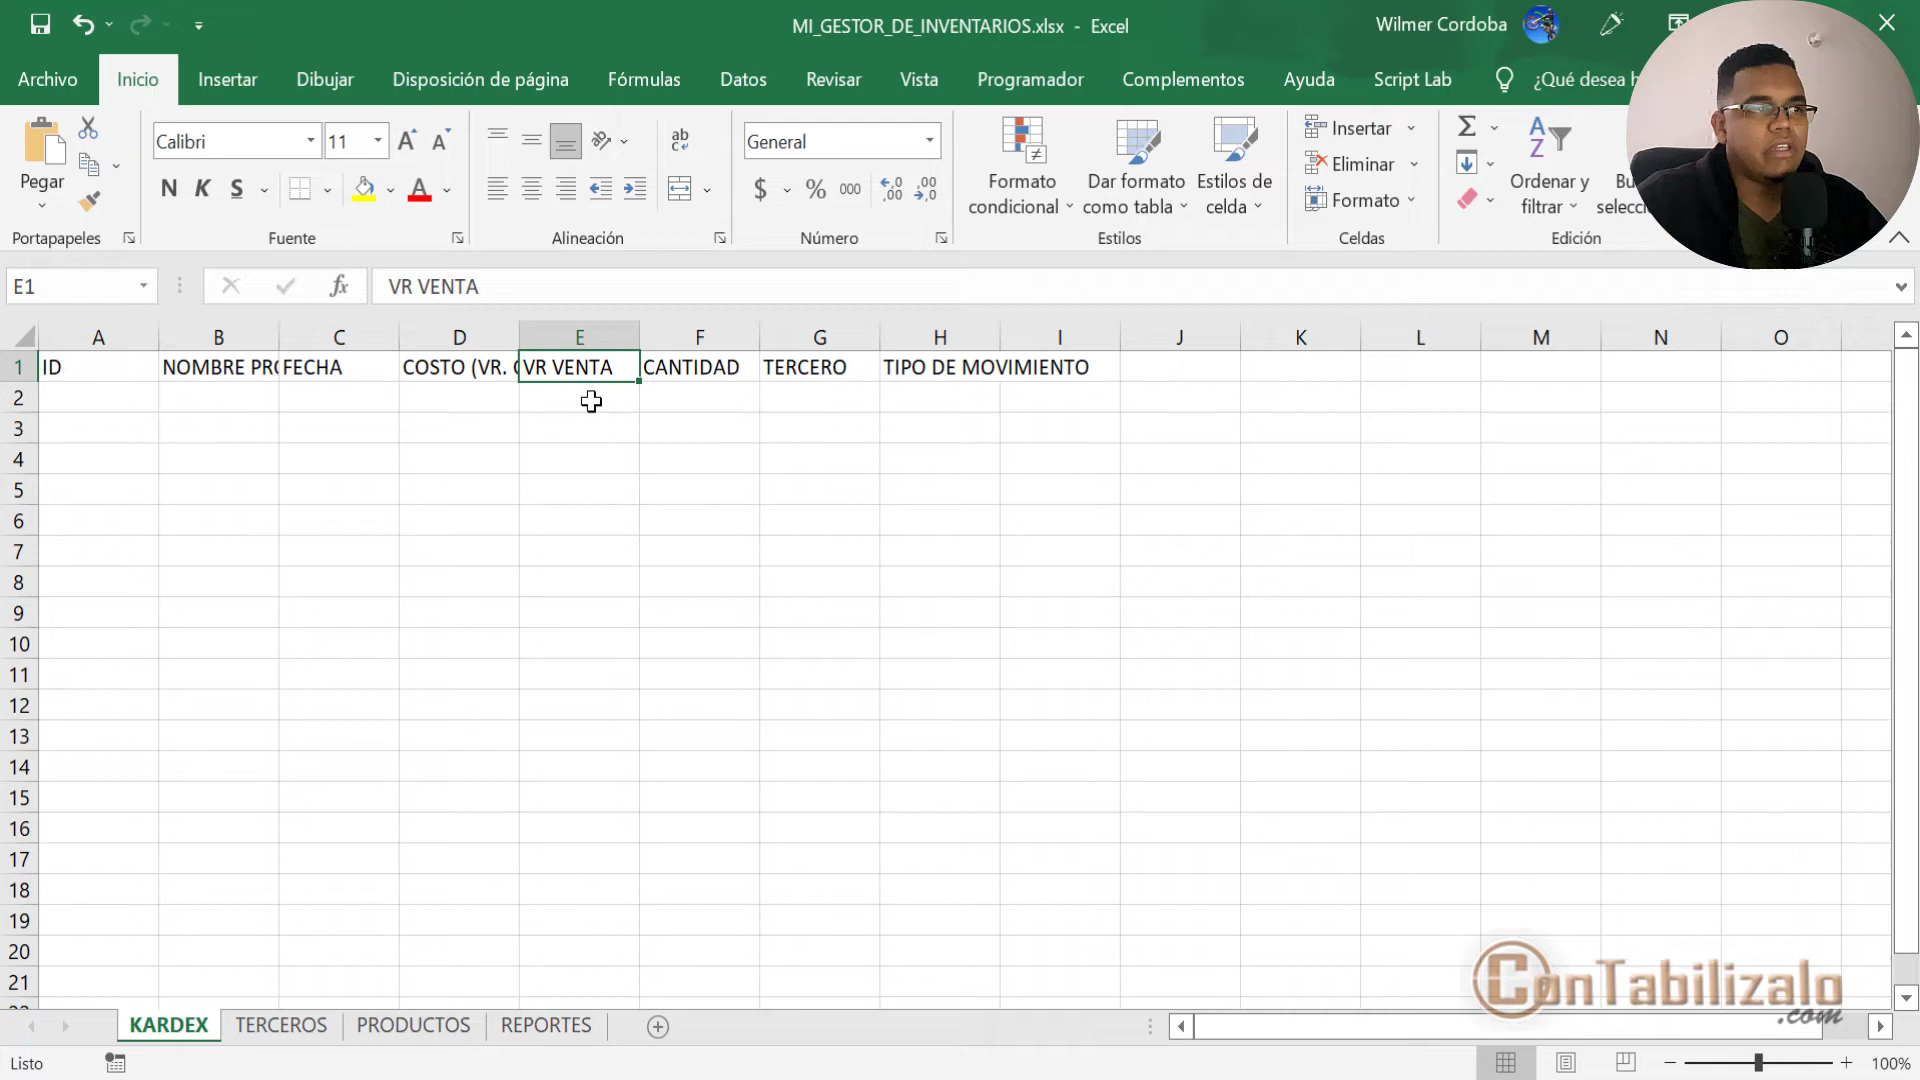 MI_GESTOR_DE_INVENTARIOS.xlsx - Excel
Wilmer Cordoba
Archivo Inicio Insertar Dibujar Disposición de página Fórmulas Datos Revisar Vista Programador Complementos Ayuda Script Lab ¿Qué desea h
Pegar
Portapapeles
Calibri 11
N K S
Fuente
ab
c
Alineación
General
$ % 000
Número
Formato condicional
Dar formato como tabla
Estilos de celda
Estilos
Insertar
Eliminar
Formato
Celdas
Ordenar y filtrar
Bu
selecci
Edición
E1 fx VR VENTA
A B C D E F G H I J K L M N O
1 ID NOMBRE PRO FECHA COSTO (VR. VR VENTA CANTIDAD TERCERO TIPO DE MOVIMIENTO
2
3
4
5
6
7
8
9
10
11
12
13
14
15
16
17
18
19
20
21
ConTabilizalo
.com
KARDEX TERCEROS PRODUCTOS REPORTES
Listo
100%